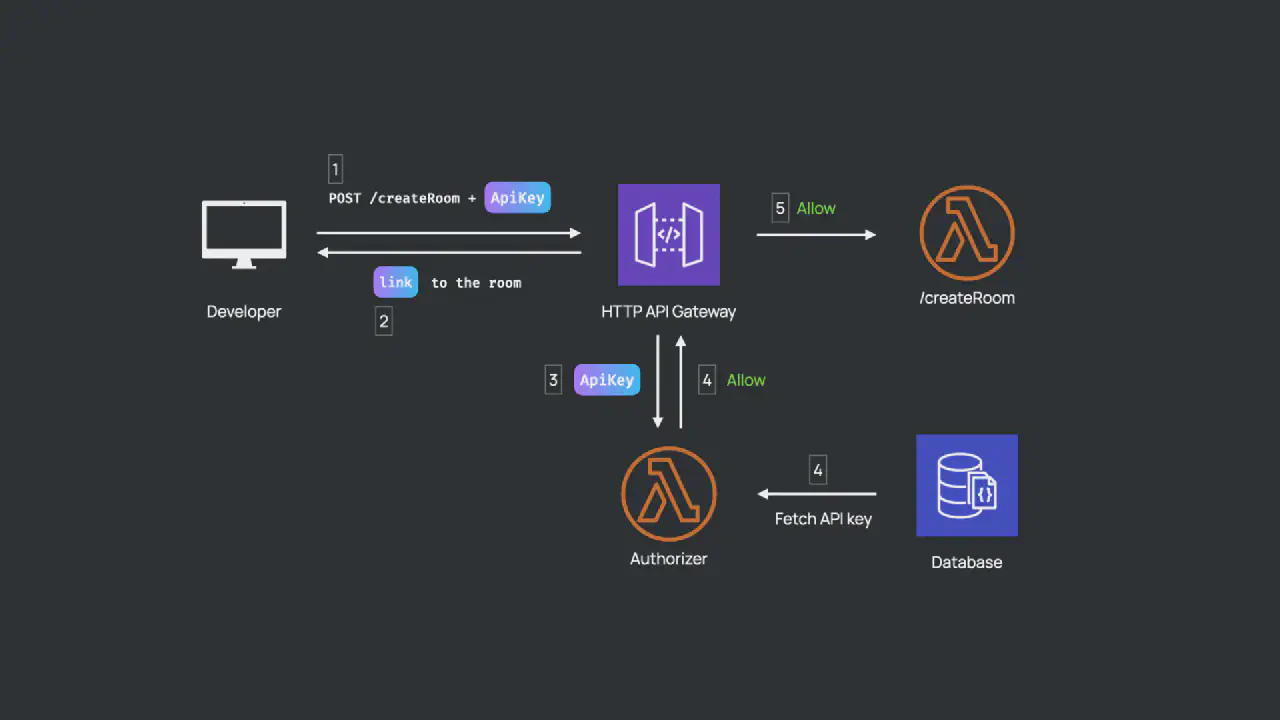 1
POST /createRoom + ApiKey
link to the room
2
Developer
HTTP API Gateway
5 Allow
/createRoom
3 ApiKey
4 Allow
Authorizer
4
Fetch API key
Database